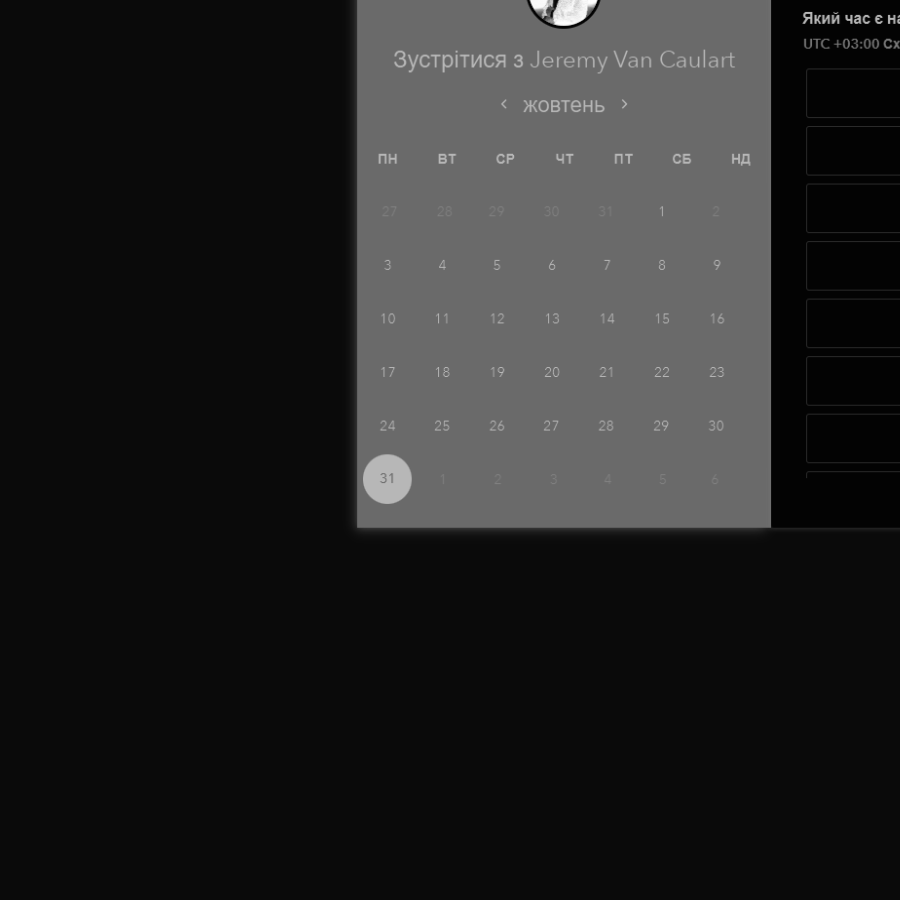 Зустрітися з Jeremy Van Caulart
‹ жовтень ›
ПН ВТ СР ЧТ ПТ СБ НД
27 28 29 30 31 1 2
3 4 5 6 7 8 9
10 11 12 13 14 15 16
17 18 19 20 21 22 23
24 25 26 27 28 29 30
31 1 2 3 4 5 6
Який час є
UTC +03:00